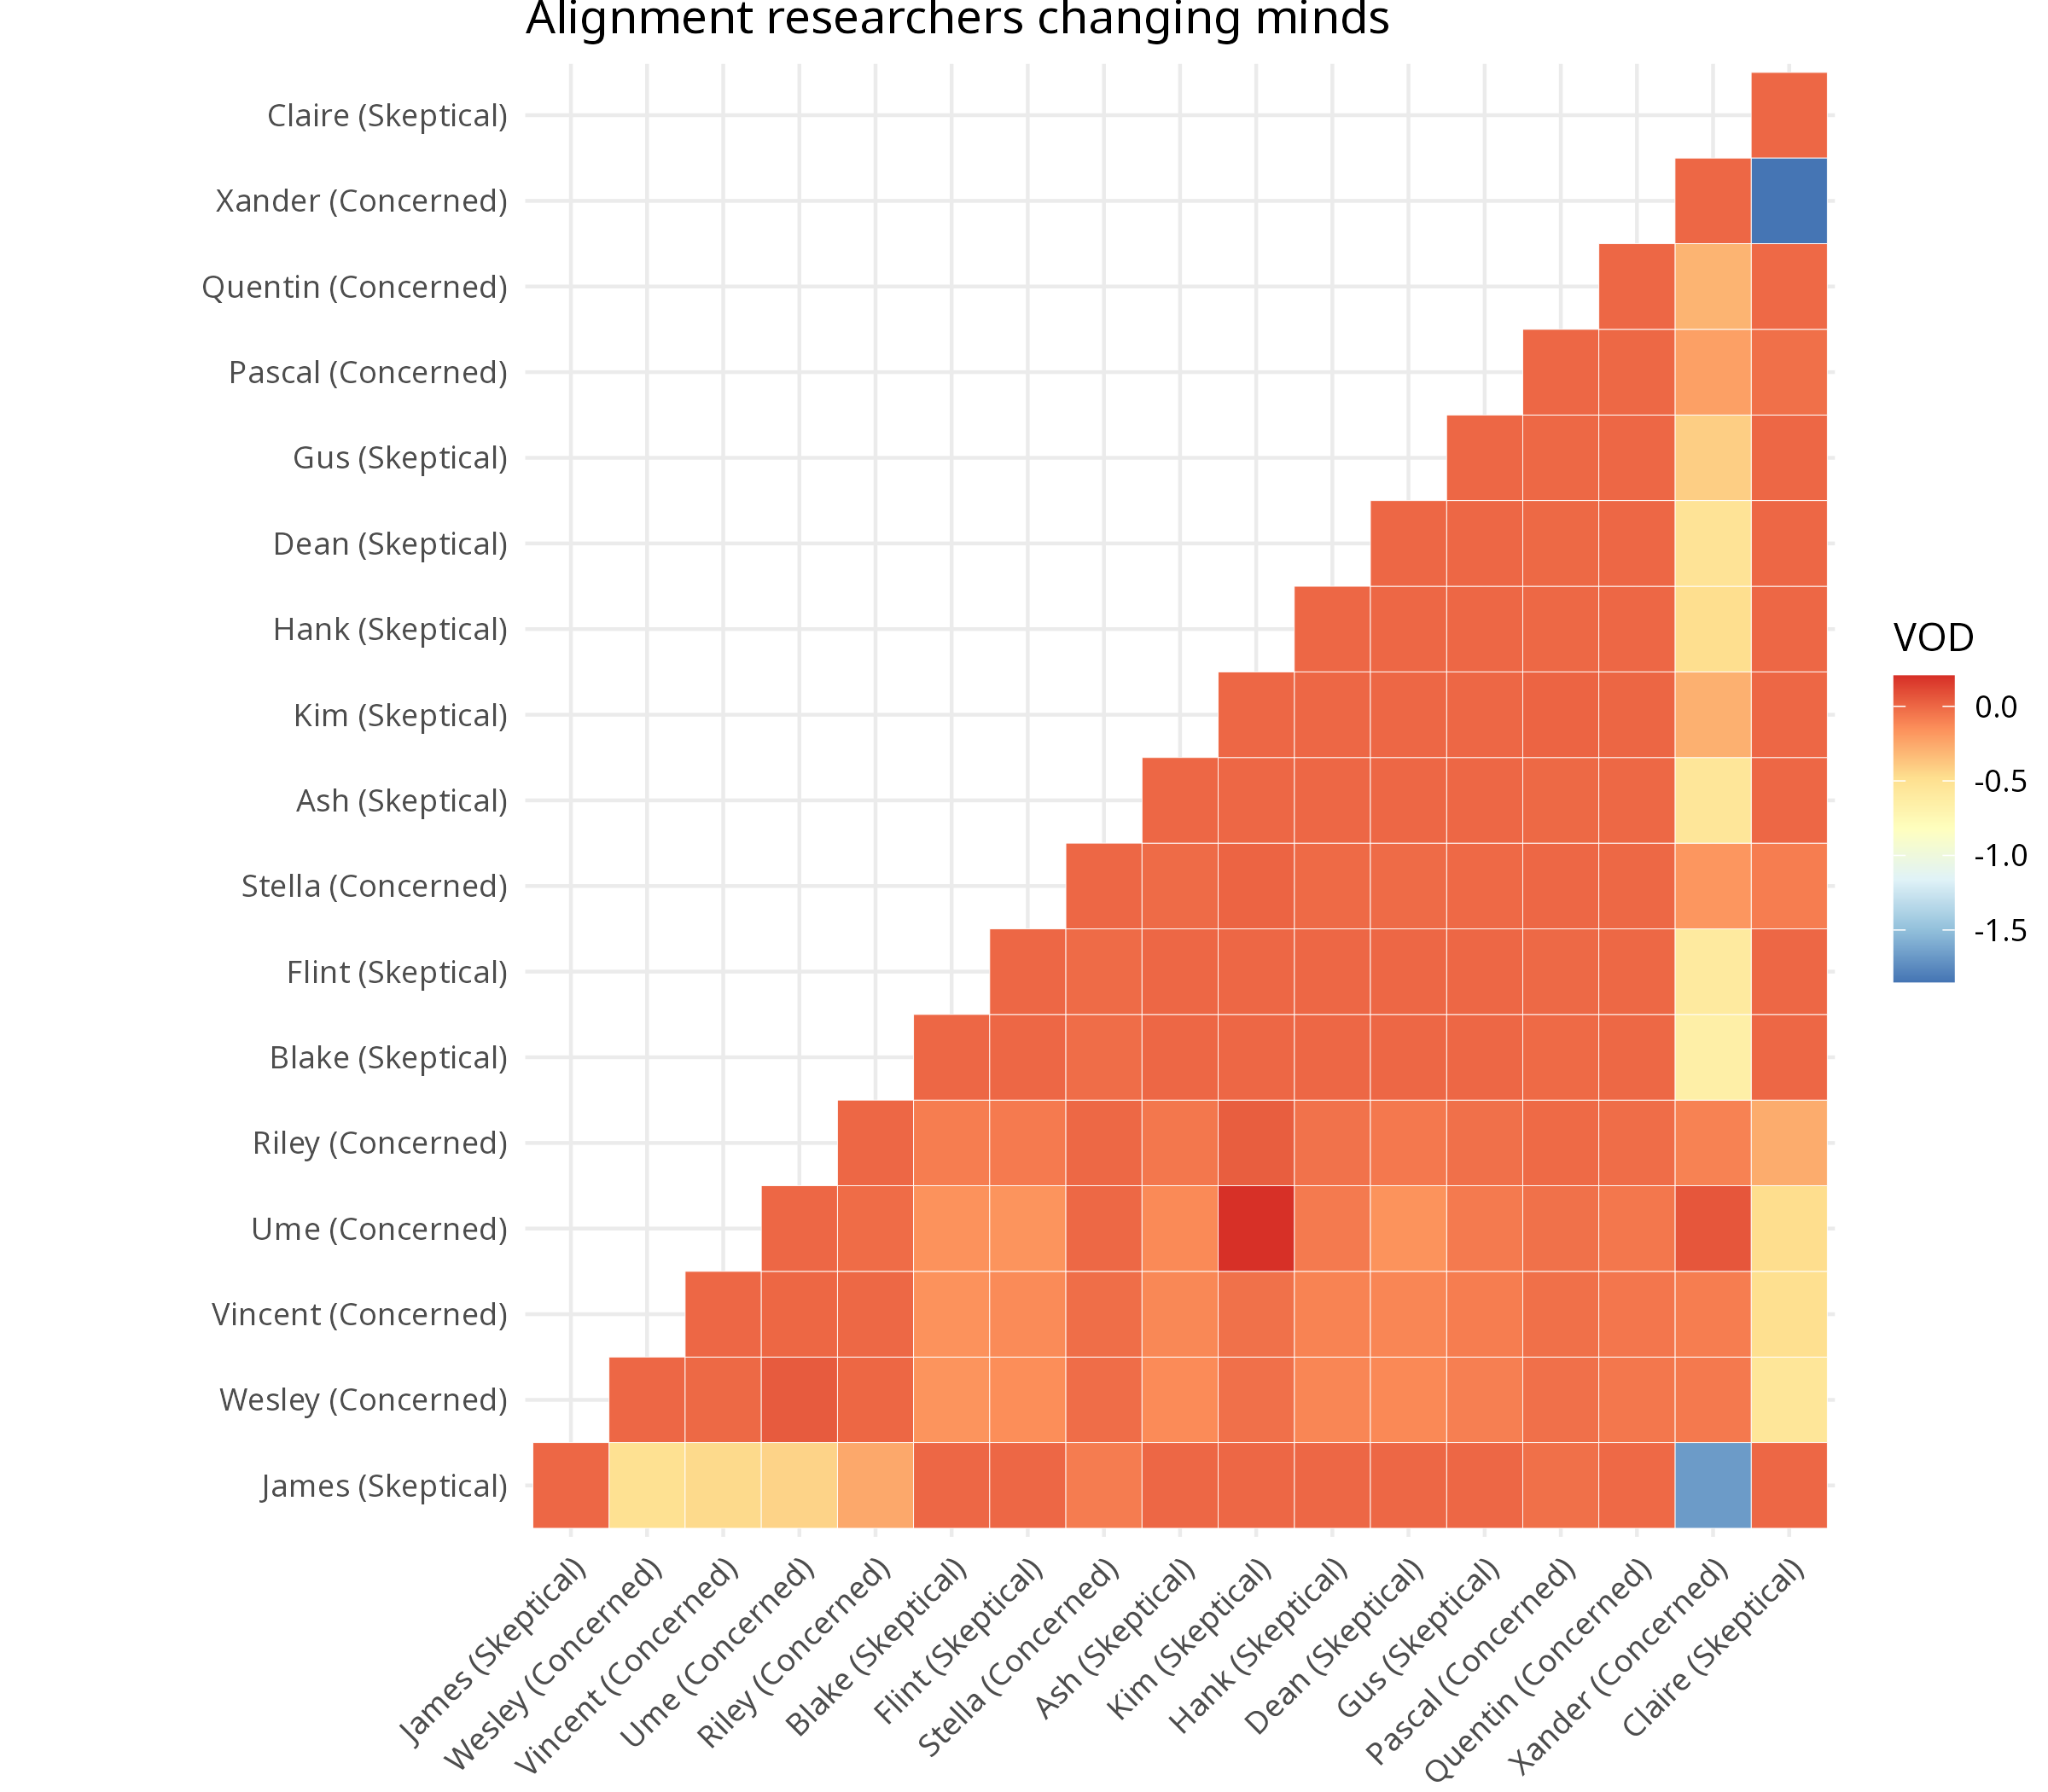 Alignment researchers changing minds
Claire (Skeptical)
Xander (Concerned)
Quentin (Concerned)
Pascal (Concerned)
Gus (Skeptical)
Dean (Skeptical)
Hank (Skeptical)
Kim (Skeptical)
Ash (Skeptical)
Stella (Concerned)
Flint (Skeptical)
Blake (Skeptical)
Riley (Concerned)
Ume (Concerned)
Vincent (Concerned)
Wesley (Concerned)
James (Skeptical)
James (Skeptical)
Wesley (Concerned)
Vincent (Concerned)
Ume (Concerned)
Riley (Concerned)
Blake (Skeptical)
Flint (Skeptical)
Stella (Concerned)
Ash (Skeptical)
Kim (Skeptical)
Hank (Skeptical)
Dean (Skeptical)
Gus (Skeptical)
Pascal (Concerned)
Quentin (Concerned)
Xander (Concerned)
Claire (Skeptical)
VOD
0.0
-0.5
-1.0
-1.5